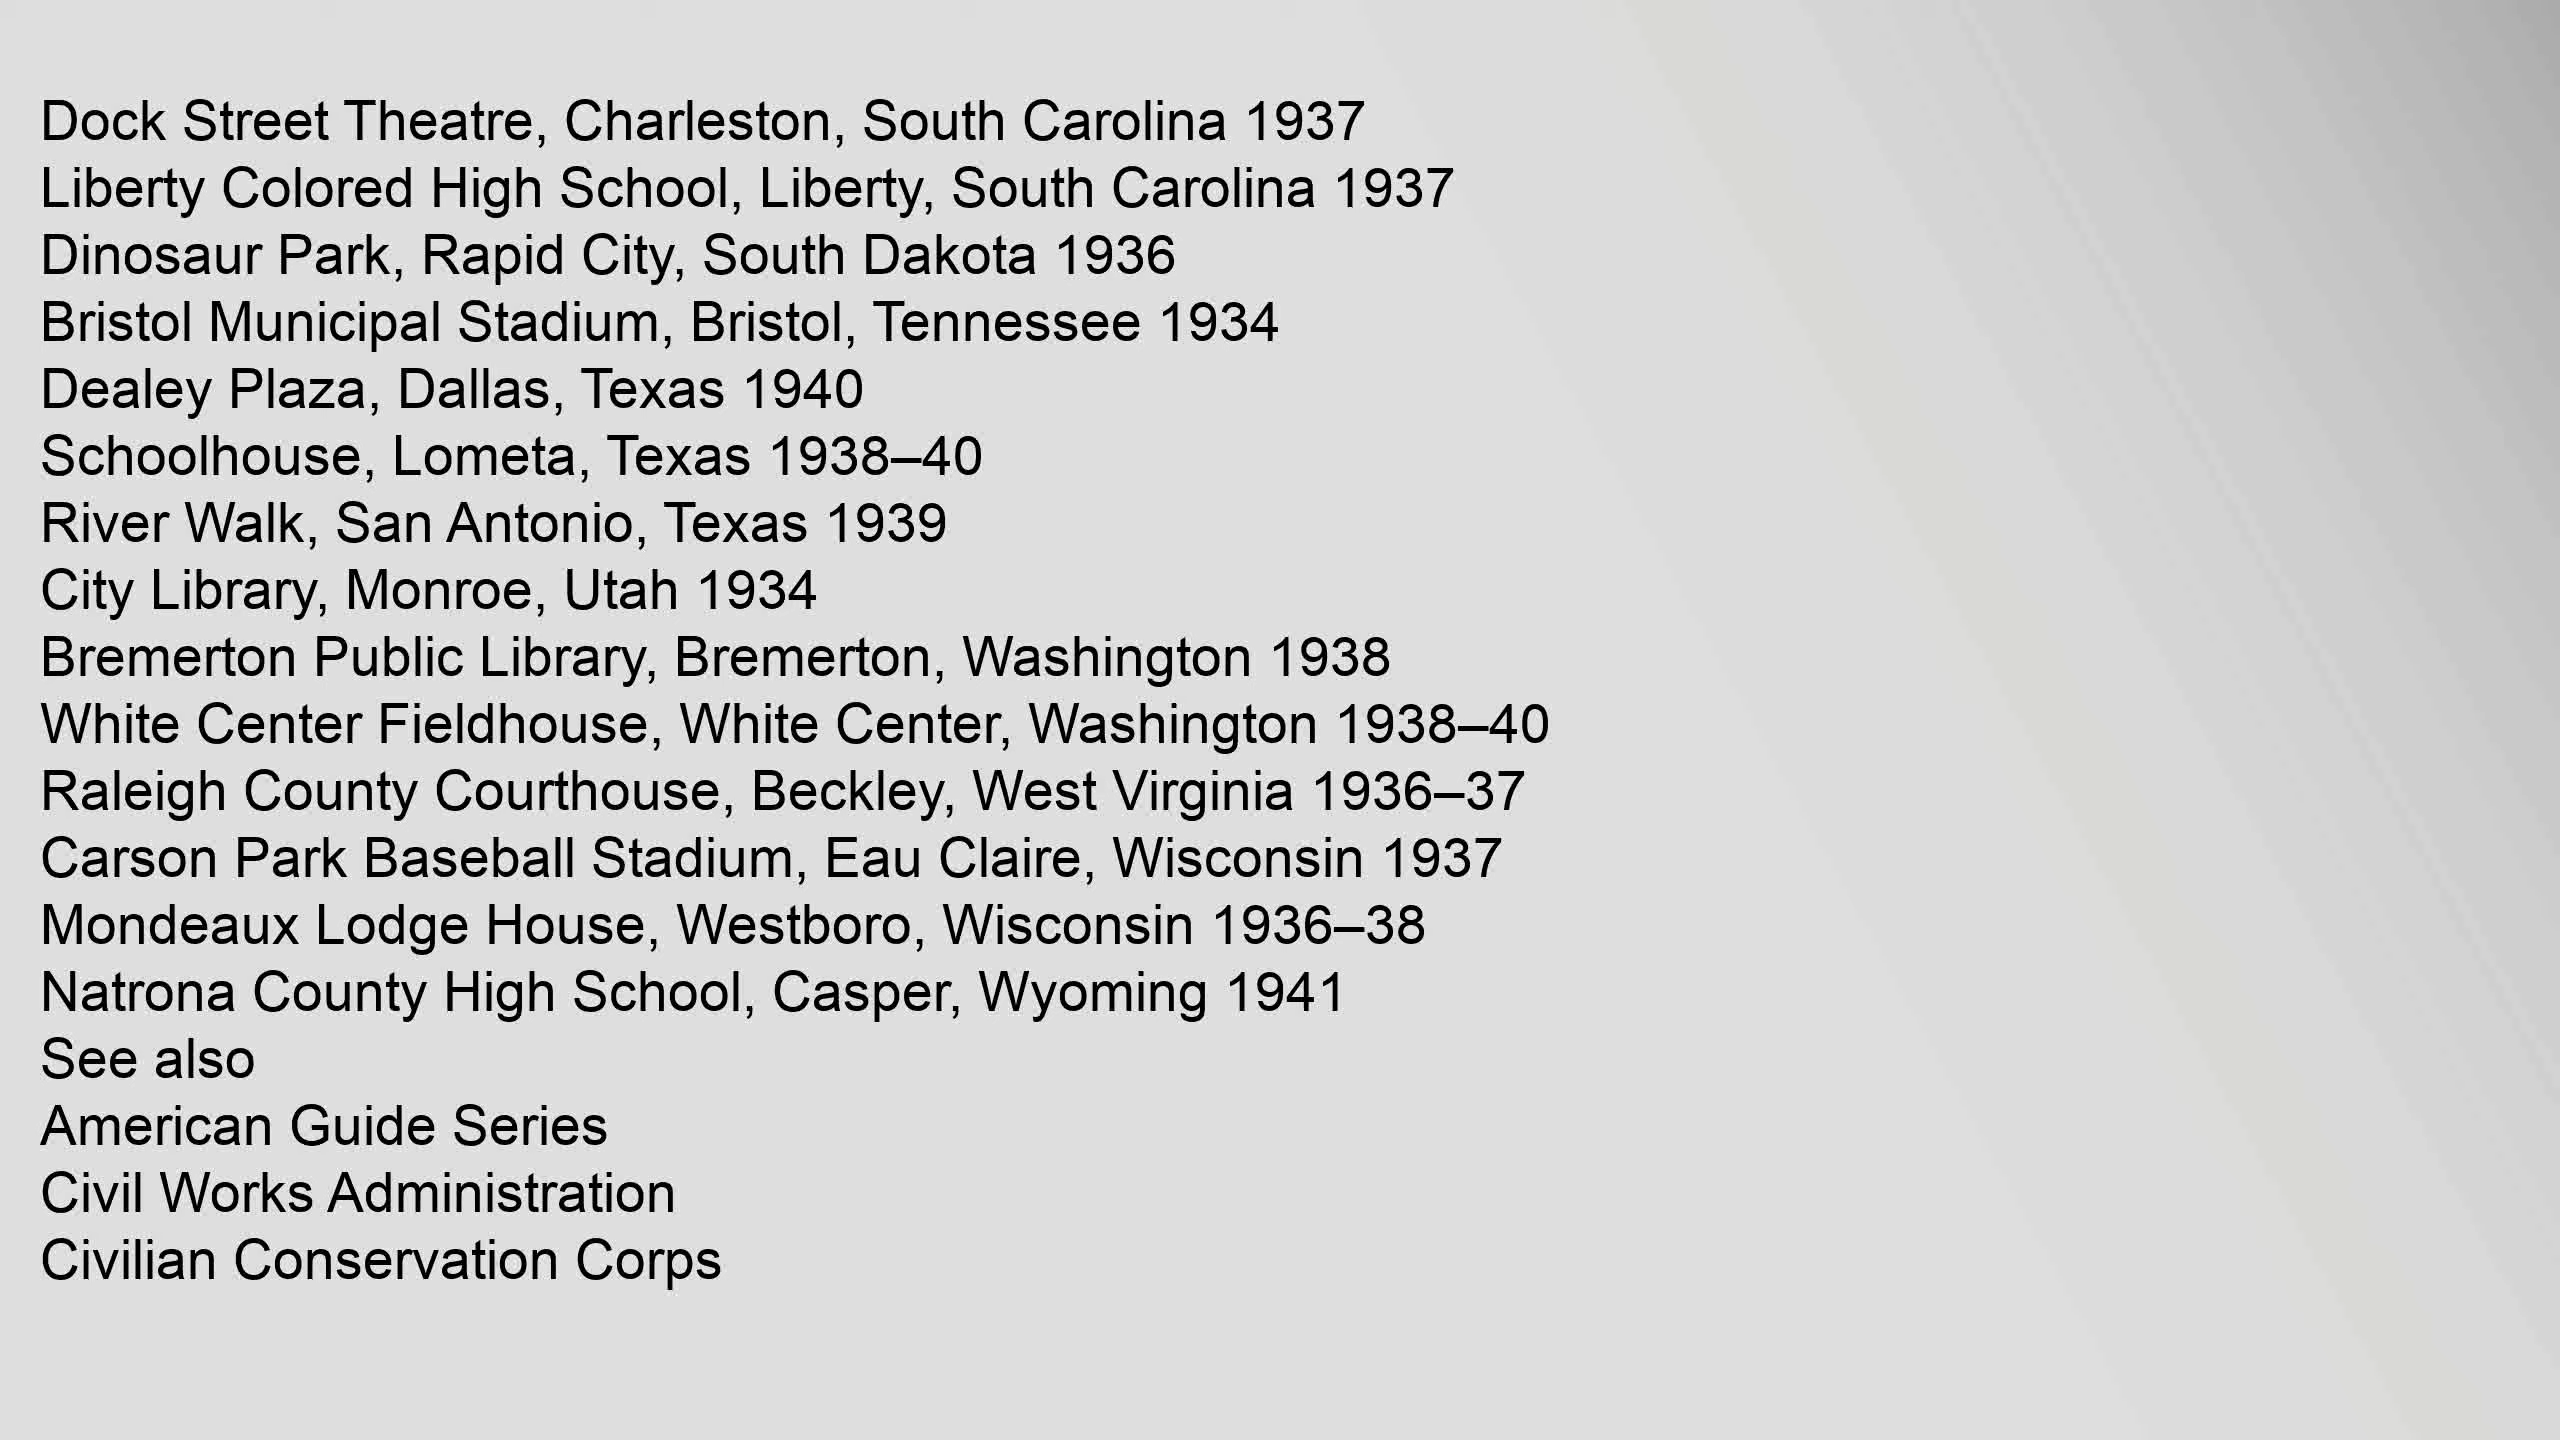 Dock Street Theatre, Charleston, South Carolina 1937
Liberty Colored High School, Liberty, South Carolina 1937
Dinosaur Park, Rapid City, South Dakota 1936
Bristol Municipal Stadium, Bristol, Tennessee 1934
Dealey Plaza, Dallas, Texas 1940
Schoolhouse, Lometa, Texas 1938–40
River Walk, San Antonio, Texas 1939
City Library, Monroe, Utah 1934
Bremerton Public Library, Bremerton, Washington 1938
White Center Fieldhouse, White Center, Washington 1938–40
Raleigh County Courthouse, Beckley, West Virginia 1936–37
Carson Park Baseball Stadium, Eau Claire, Wisconsin 1937
Mondeaux Lodge House, Westboro, Wisconsin 1936–38
Natrona County High School, Casper, Wyoming 1941
See also
American Guide Series
Civil Works Administration
Civilian Conservation Corps